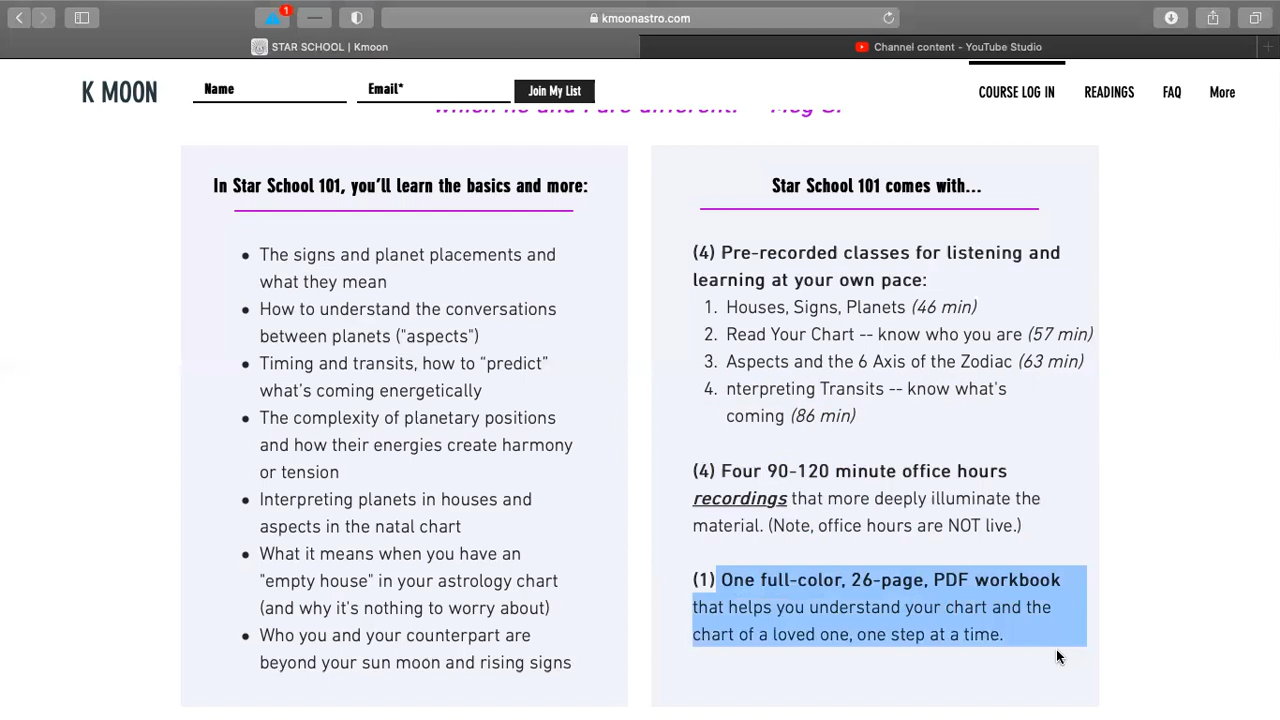 1
kmoonastro.com
STAR SCHOOL | Kmoon
Channel content - YouTube Studio
K MOON
Name
Email*
Join My List
COURSE LOG IN
READINGS
FAQ
More
which he and I are different." - Meg S.
In Star School 101, you’ll learn the basics and more:
The signs and planet placements and
what they mean
How to understand the conversations
between planets ("aspects")
Timing and transits, how to “predict”
what’s coming energetically
The complexity of planetary positions
and how their energies create harmony
or tension
Interpreting planets in houses and
aspects in the natal chart
What it means when you have an
"empty house" in your astrology chart
(and why it's nothing to worry about)
Who you and your counterpart are
beyond your sun moon and rising signs
Star School 101 comes with...
(4) Pre-recorded classes for listening and
learning at your own pace:
1. Houses, Signs, Planets (46 min)
2. Read Your Chart -- know who you are (57 min)
3. Aspects and the 6 Axis of the Zodiac (63 min)
4. nterpreting Transits -- know what's
coming (86 min)
(4) Four 90-120 minute office hours
recordings that more deeply illuminate the
material. (Note, office hours are NOT live.)
(1) One full-color, 26-page, PDF workbook
that helps you understand your chart and the
chart of a loved one, one step at a time.